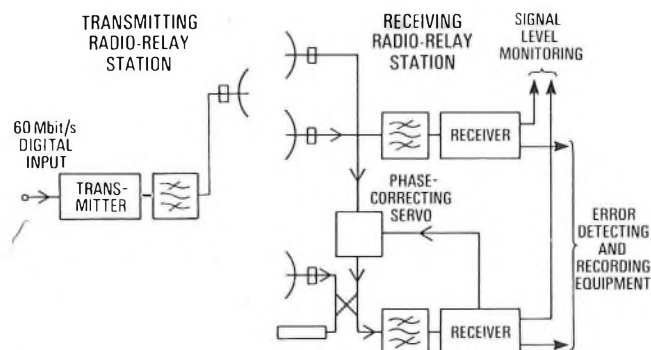 TRANSMITTING
RADIO-RELAY
STATION
RECEIVING
RADIO-RELAY
STATION
SIGNAL
LEVEL
MONITORING
60 Mbit/s
DIGITAL
INPUT
TRANS-
MITTER
RECEIVER
PHASE-
CORRECTING
SERVO
ERROR
DETECTING
AND
RECORDING
EQUIPMENT
RECEIVER